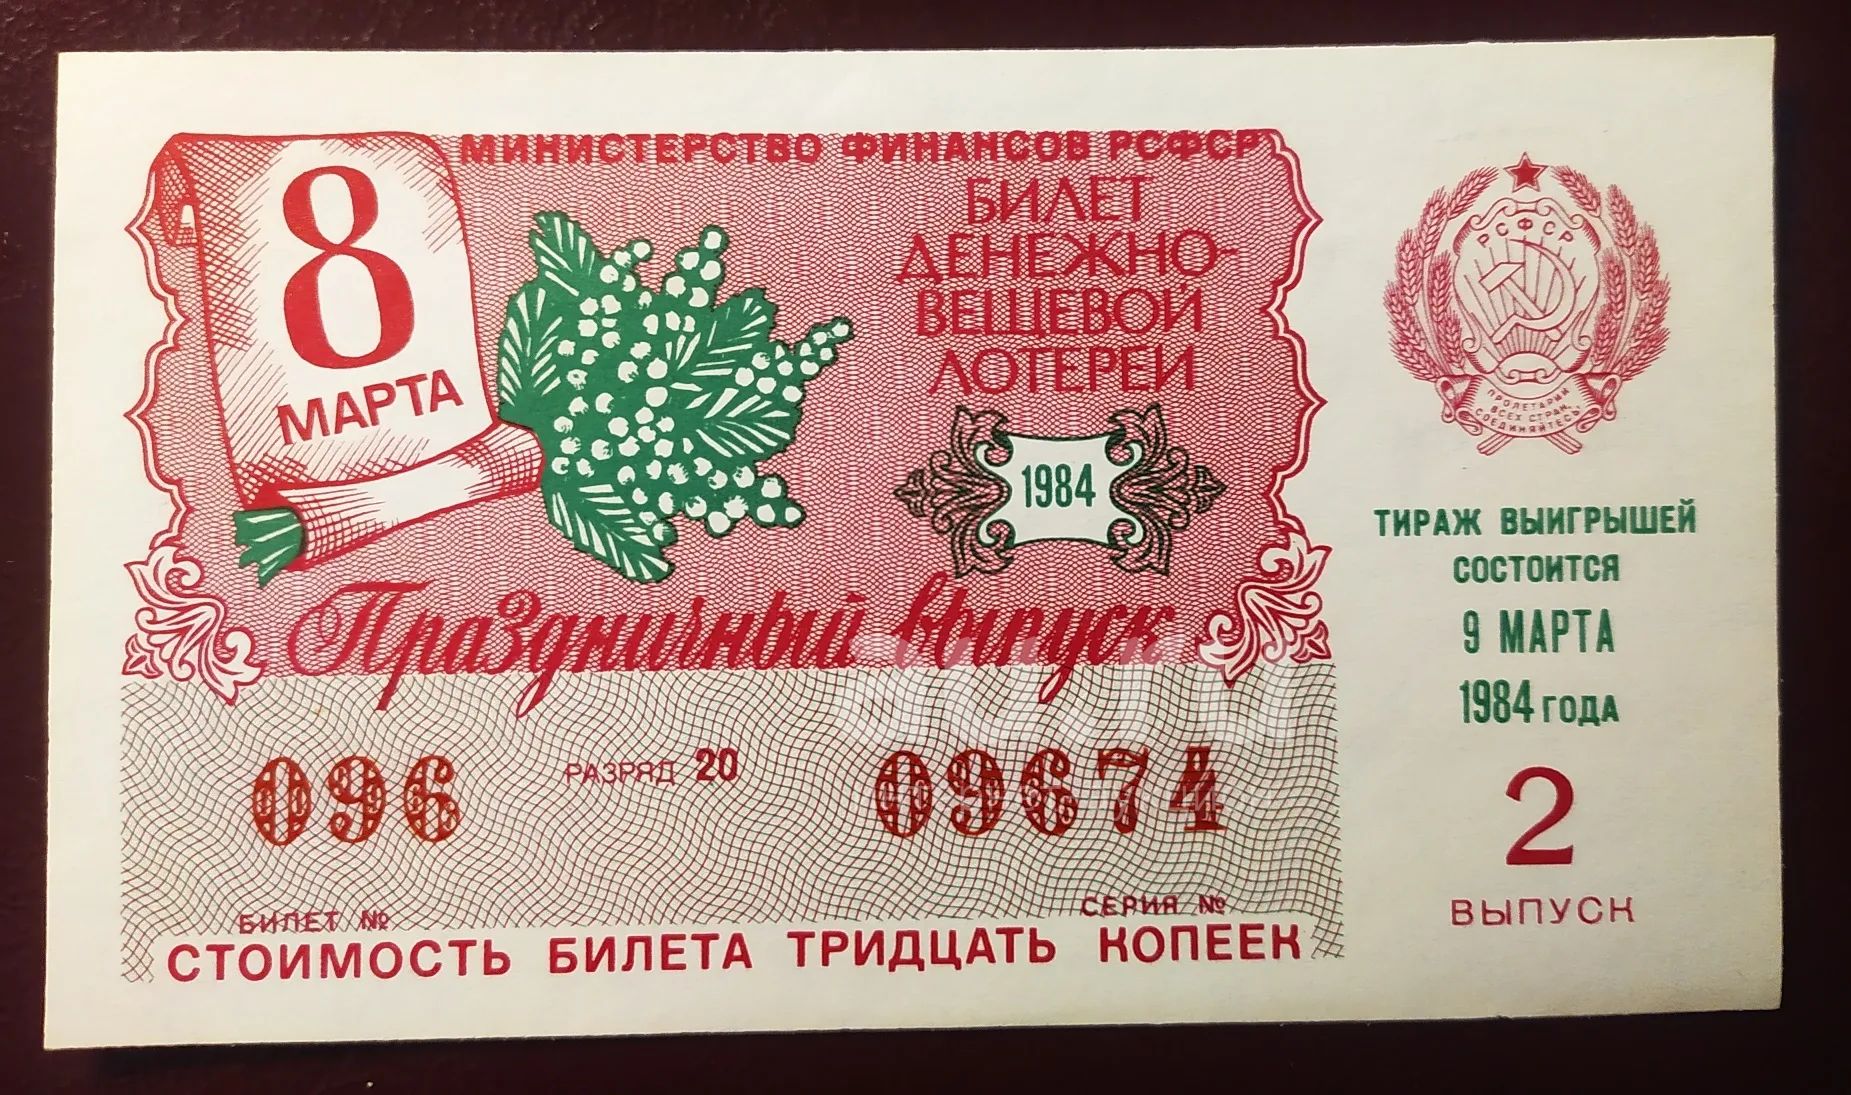 МИНИСТЕРСТВО ФИНАНСОВ РСФСР
8
МАРТА
БИЛЕТ
ДЕНЕЖНО-
ВЕЩЕВОЙ
ЛОТЕРЕИ
1984
Праздничный выпуск
096
РАЗРЯД 20
09674
БИЛЕТ №
СЕРИЯ №
СТОИМОСТЬ БИЛЕТА ТРИДЦАТЬ КОПЕЕК
РСФСР
ПРОЛЕТАРИИ
ВСЕХ СТРАН,
СОЕДИНЯЙТЕСЬ!
ТИРАЖ ВЫИГРЫШЕЙ
СОСТОИТСЯ
9 МАРТА
1984 ГОДА
2
ВЫПУСК